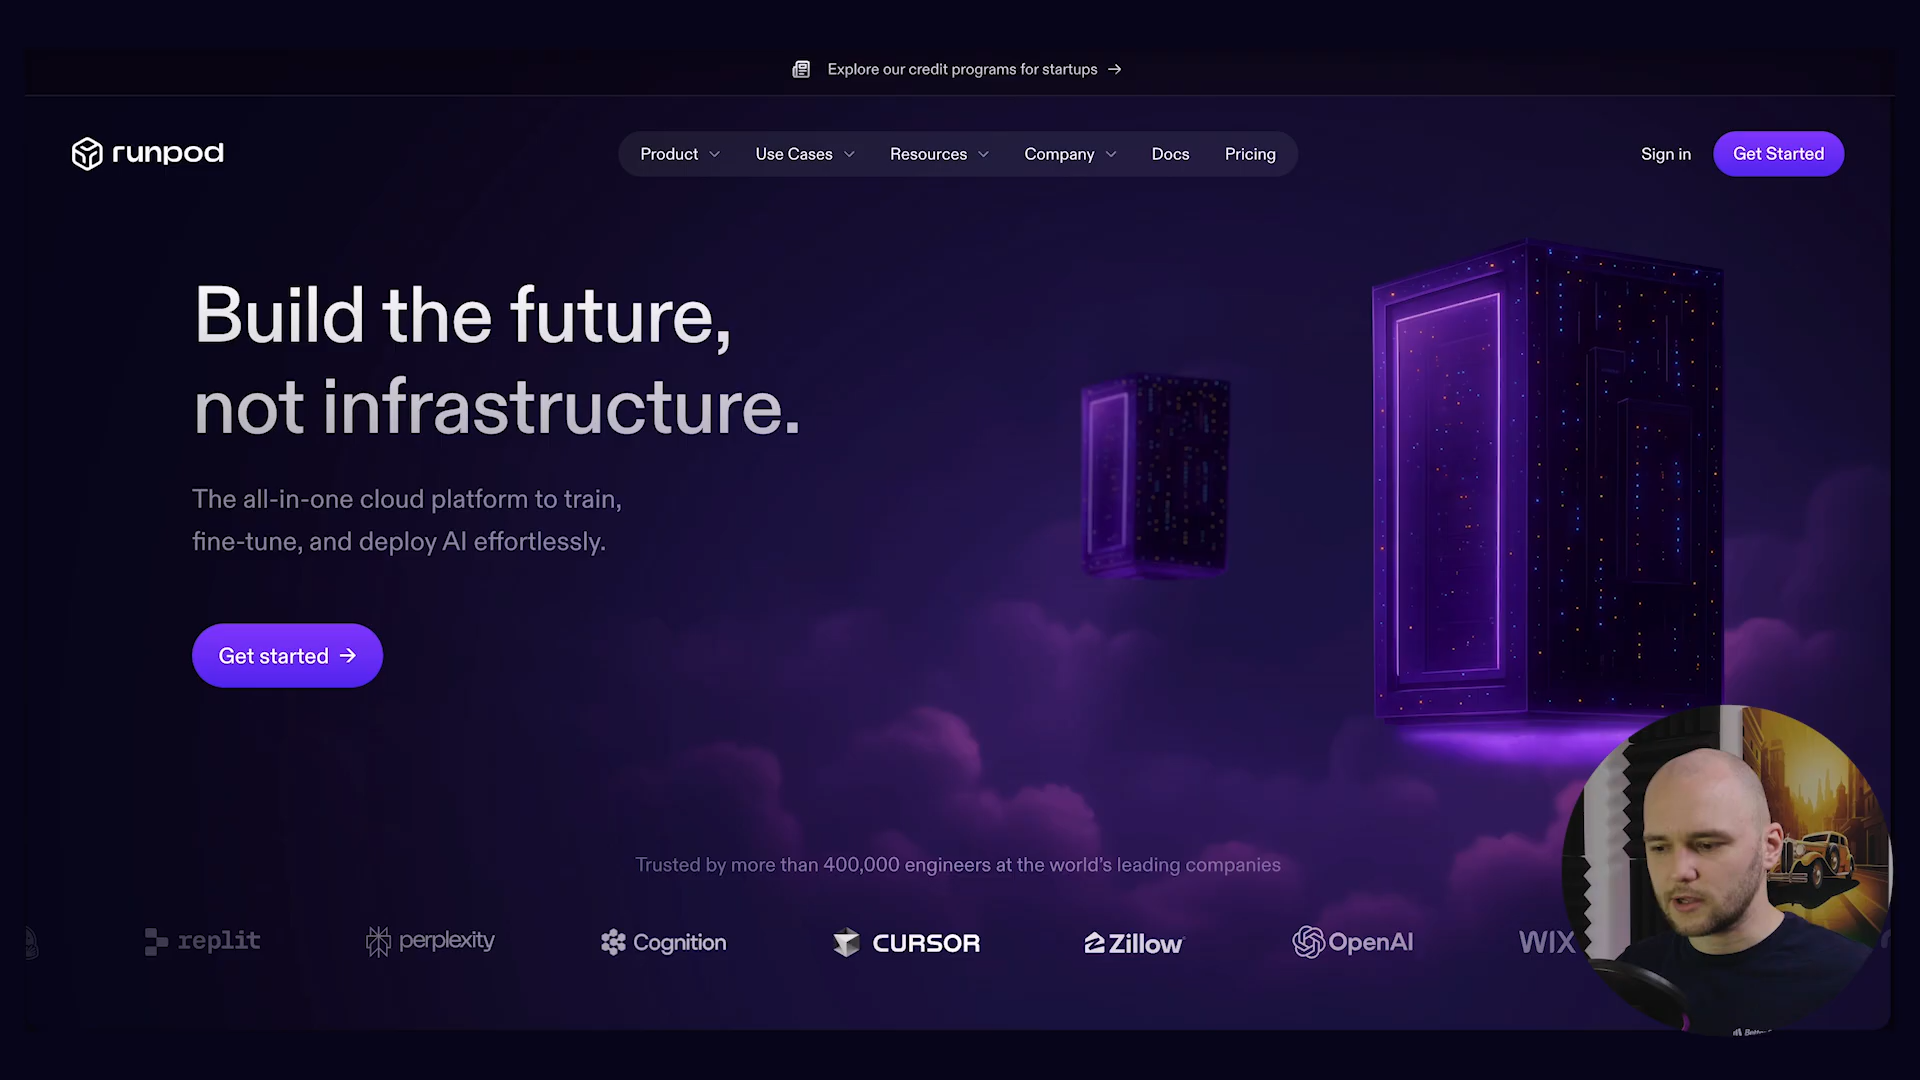 Explore our credit programs for startups →
runpod
Product
Use Cases
Resources
Company
Docs
Pricing
Sign in
Get Started
Build the future,
not infrastructure.
The all-in-one cloud platform to train,
fine-tune, and deploy AI effortlessly.
Get started →
Trusted by more than 400,000 engineers at the world's leading companies
replit
perplexity
Cognition
CURSOR
Zillow
OpenAI
WIX